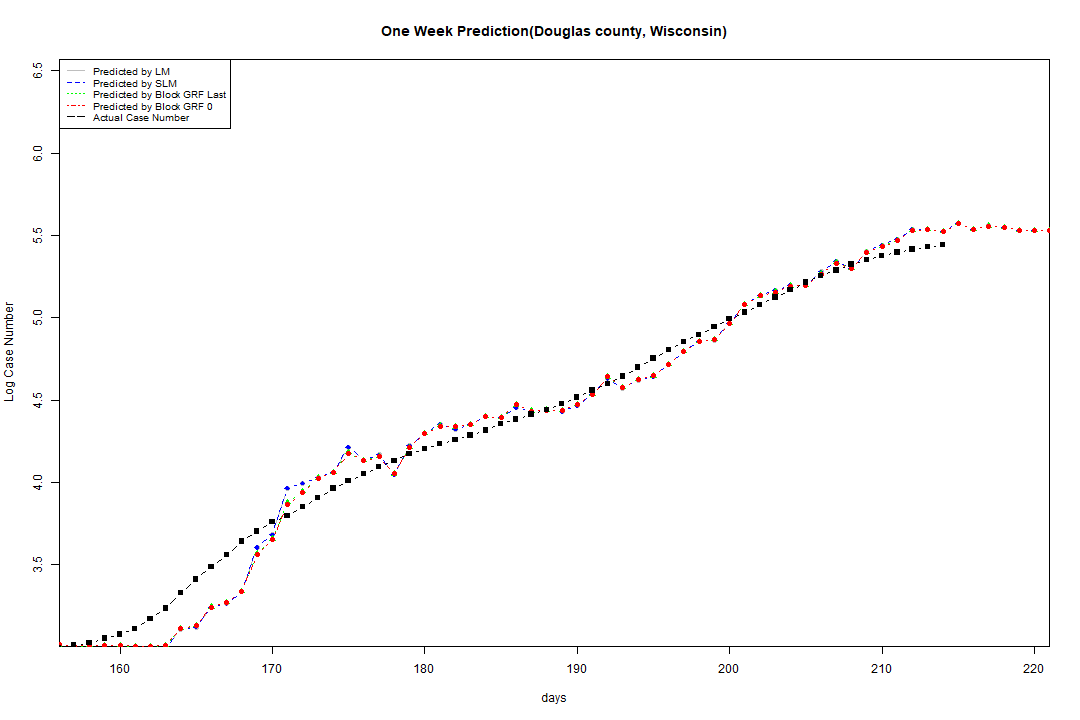 One Week Prediction(Douglas county, Wisconsin)
Predicted by LM
Predicted by SLM
Predicted by Block GRF Last
Predicted by Block GRF 0
Actual Case Number
6.5
6.0
5.5
5.0
4.5
4.0
3.5
Log Case Number
160 170 180 190 200 210 220
days